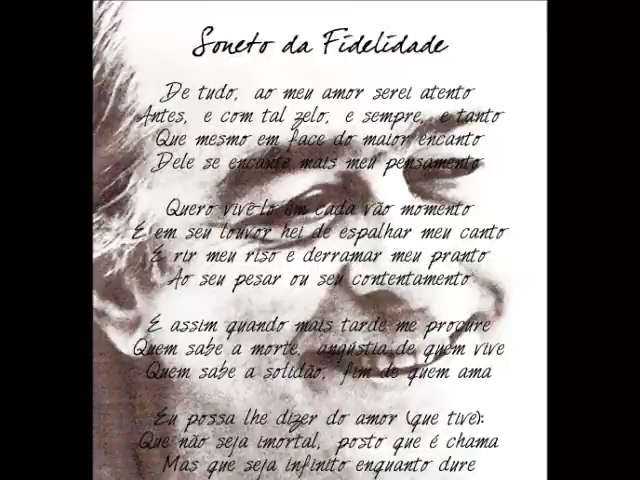 Soneto da Fidelidade
De tudo, ao meu amor serei atento
Antes, e com tal zelo, e sempre, e tanto
Que mesmo em face do maior encanto
Dele se encante mais meu pensamento
Quero vivê-lo em cada vão momento
E em seu louvor hei de espalhar meu canto
E rir meu riso e derramar meu pranto
Ao seu pesar ou seu contentamento
E assim quando mais tarde me procure
Quem sabe a morte, angústia de quem vive
Quem sabe a solidão, fim de quem ama
Eu possa lhe dizer do amor (que tive):
Que não seja imortal, posto que é chama
Mas que seja infinito enquanto dure